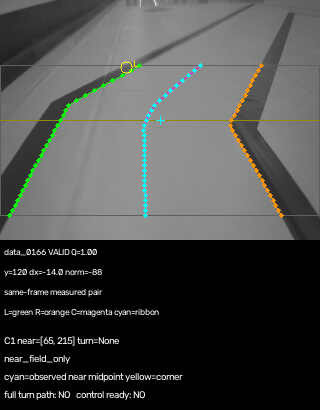 L
data_0166 VALID Q=1.00
y=120 dx=-14.0 norm=-88
same-frame measured pair
L=green R=orange C=magenta cyan=ribbon
C1 near=[65, 215] turn=None
near_field_only
cyan=observed near midpoint yellow=corner
full turn path: NO control ready: NO